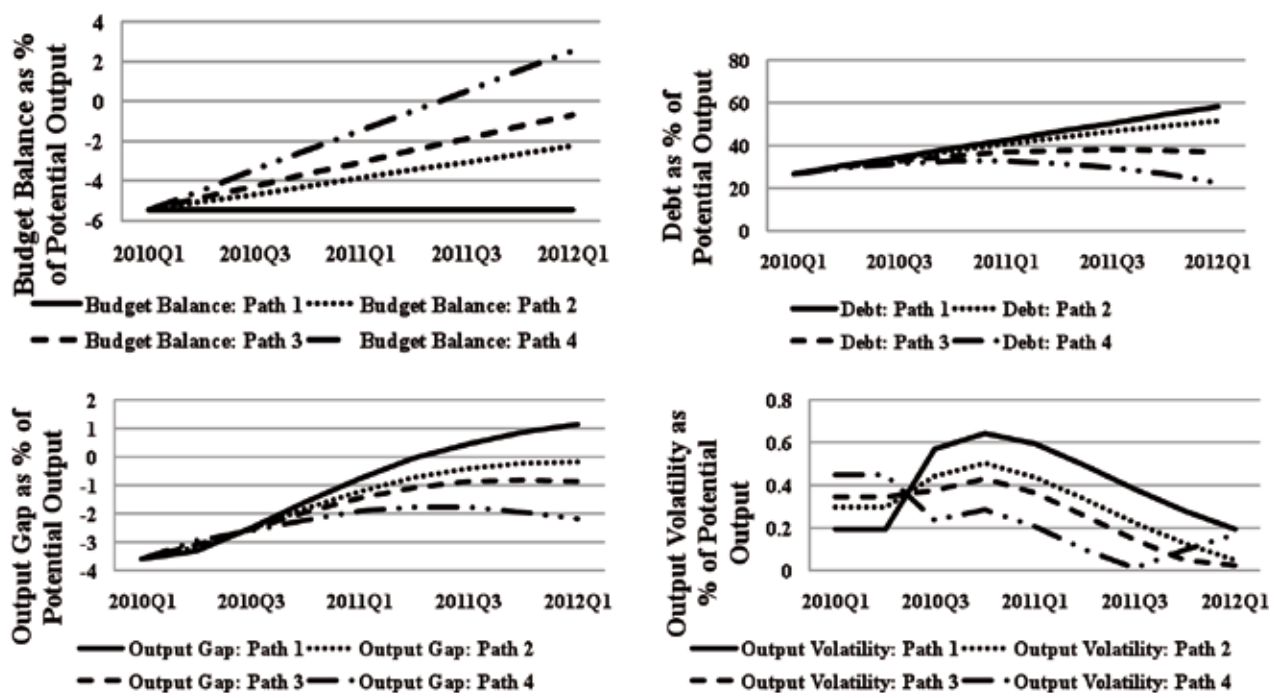 Budget Balance as %
of Potential Output
4
2
0
-2
-4
-6
2010Q1 2010Q3 2011Q1 2011Q3 2012Q1
Budget Balance: Path 1 Budget Balance: Path 2
Budget Balance: Path 3 Budget Balance: Path 4
Debt as % of
Potential Output
80
60
40
20
0
2010Q1 2010Q3 2011Q1 2011Q3 2012Q1
Debt: Path 1 Debt: Path 2
Debt: Path 3 Debt: Path 4
Output Gap as % of
Potential Output
2
1
0
-1
-2
-3
-4
2010Q1 2010Q3 2011Q1 2011Q3 2012Q1
Output Gap: Path 1 Output Gap: Path 2
Output Gap: Path 3 Output Gap: Path 4
Output Volatility as
% of Potential
Output
0.8
0.6
0.4
0.2
0
2010Q1 2010Q3 2011Q1 2011Q3 2012Q1
Output Volatility: Path 1 Output Volatility: Path 2
Output Volatility: Path 3 Output Volatility: Path 4